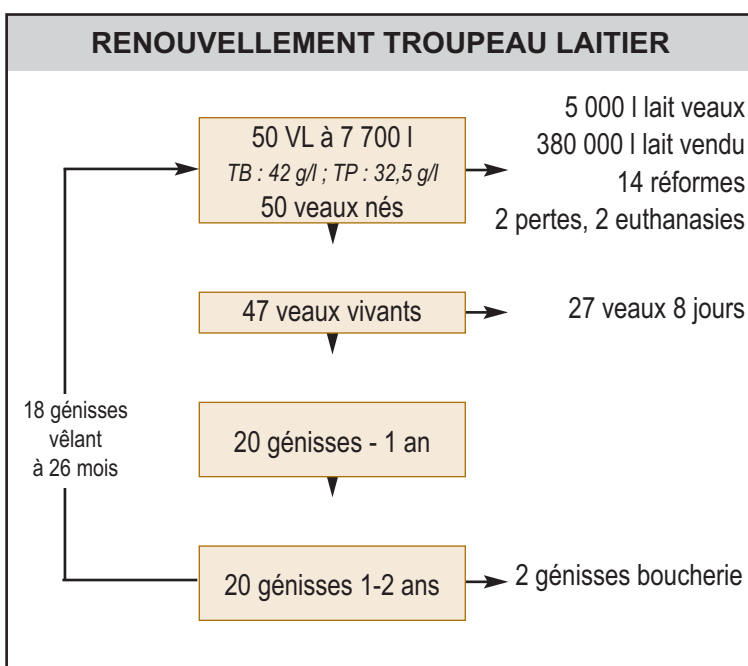 RENOUVELLEMENT TROUPEAU LAITIER
50 VL à 7 700 l
TB : 42 g/l ; TP : 32,5 g/l
50 veaux nés
5 000 l lait veaux
380 000 l lait vendu
14 réformes
2 pertes, 2 euthanasies
47 veaux vivants
27 veaux 8 jours
18 génisses
vêlant
à 26 mois
20 génisses - 1 an
20 génisses 1-2 ans
2 génisses boucherie